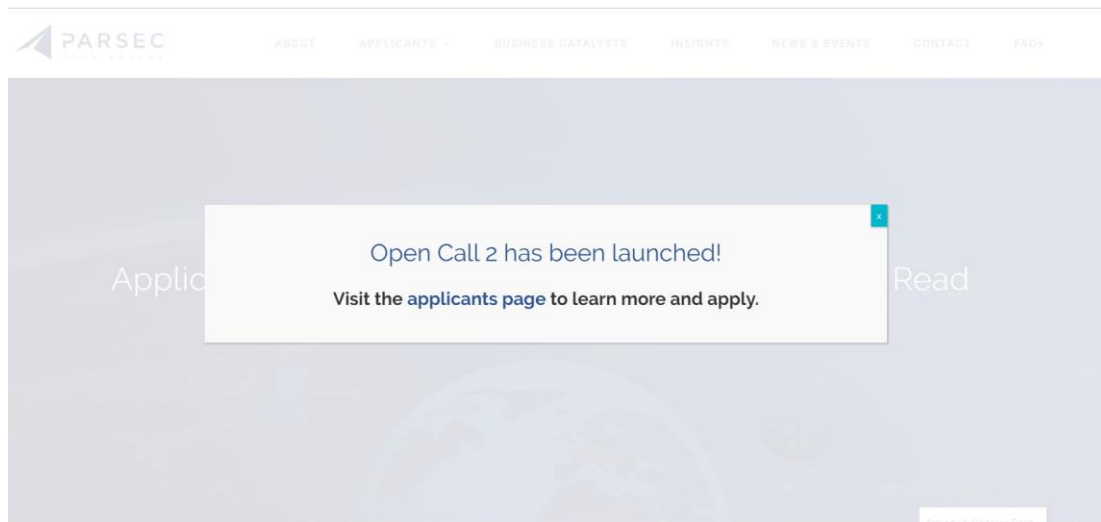 PARSEC
ABOUT
APPLICANTS
BUSINESS CATALYSTS
INSIGHTS
NEWS & EVENTS
CONTACT
FAQs
x
Open Call 2 has been launched!
Applic Read
Visit the applicants page to learn more and apply.